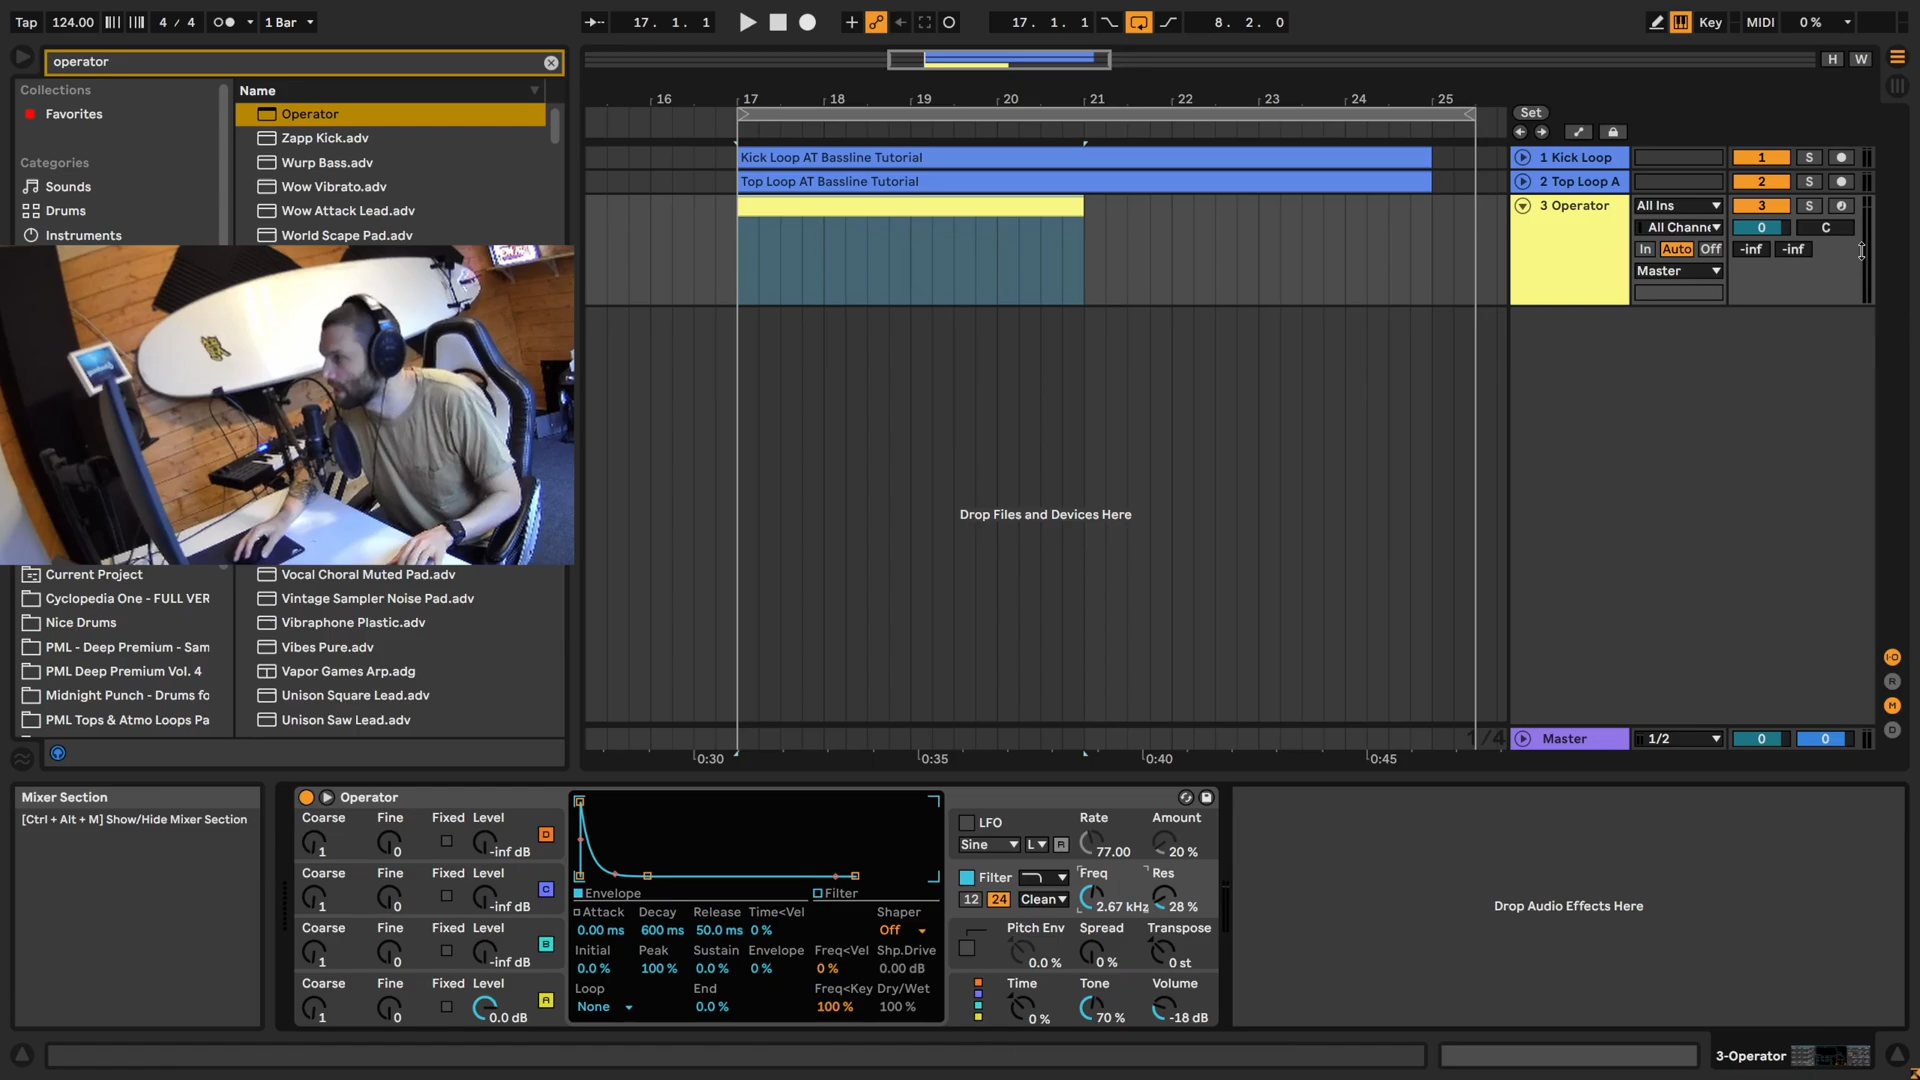 Tap 124.00 4 / 4 1 Bar 17. 1. 1 17. 1. 1 8. 2. 0 Key MIDI 0 %
operator
H W
Collections
Favorites
Categories
Sounds
Drums
Instruments
Name
Operator
Zapp Kick.adv
Wurp Bass.adv
Wow Vibrato.adv
Wow Attack Lead.adv
World Scape Pad.adv
Current Project
Cyclopedia One - FULL VER
Nice Drums
PML - Deep Premium - Sam
PML Deep Premium Vol. 4
Midnight Punch - Drums fo
PML Tops & Atmo Loops Pa
Vocal Choral Muted Pad.adv
Vintage Sampler Noise Pad.adv
Vibraphone Plastic.adv
Vibes Pure.adv
Vapor Games Arp.adg
Unison Square Lead.adv
Unison Saw Lead.adv
16 17 18 19 20 21 22 23 24 25
Set
Kick Loop AT Bassline Tutorial
Top Loop AT Bassline Tutorial
1 Kick Loop 1 S
2 Top Loop A 2 S
3 Operator All Ins 3 S
All Channe 0 C
In Auto Off -inf -inf
Master
Drop Files and Devices Here
1/4
Master 1/2 0 0
0:30 0:35 0:40 0:45
I-O
R
M
D
Mixer Section
[Ctrl + Alt + M] Show/Hide Mixer Section
Operator
Coarse Fine Fixed Level
1 0 -inf dB D
Coarse Fine Fixed Level
1 0 -inf dB C
Coarse Fine Fixed Level
1 0 -inf dB B
Coarse Fine Fixed Level
1 0 0.0 dB A
Envelope Filter
Attack Decay Release Time<Vel Shaper
0.00 ms 600 ms 50.0 ms 0 % Off
Initial Peak Sustain Envelope Freq<Vel Shp.Drive
0.0 % 100 % 0.0 % 0 % 0 % 0.00 dB
Loop End Freq<Key Dry/Wet
None 0.0 % 100 % 100 %
LFO Rate Amount
Sine L R 77.00 20 %
Filter Freq Res
12 24 Clean 2.67 kHz 28 %
Pitch Env Spread Transpose
0.0 % 0 % 0 st
Time Tone Volume
0 % 70 % -18 dB
Drop Audio Effects Here
3-Operator